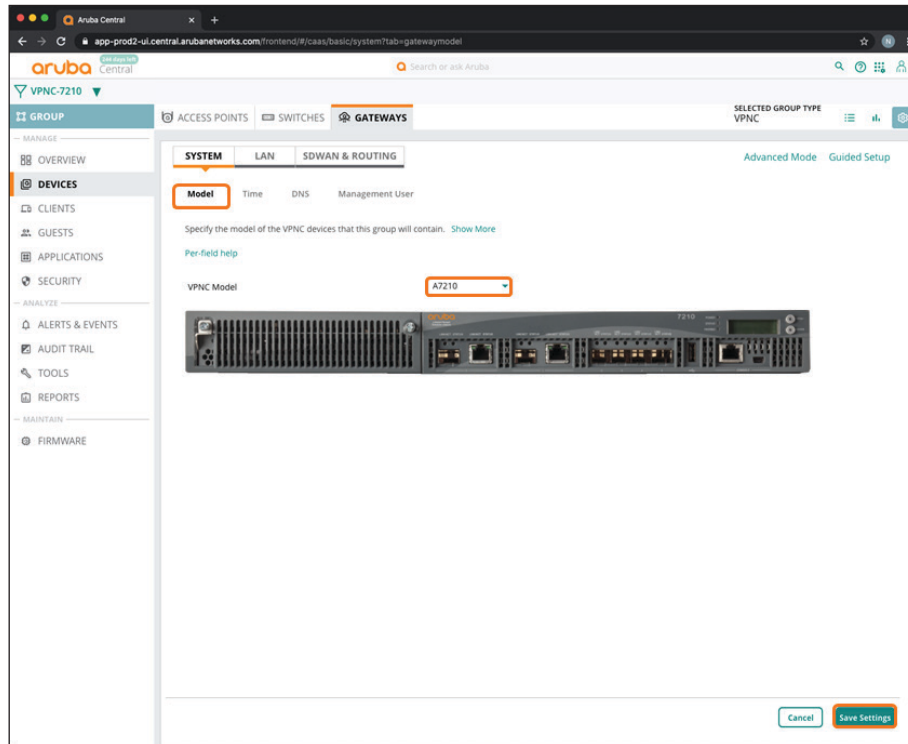 Aruba Central
app-prod2-ui.central.arubanetworks.com/frontend/#/caas/basic/system?tab=gatewaymodel
N
aruba Central
246 days left
Search or ask Aruba
VPNC-7210
GROUP
ACCESS POINTS SWITCHES GATEWAYS
SELECTED GROUP TYPE
VPNC
MANAGE
OVERVIEW
DEVICES
CLIENTS
GUESTS
APPLICATIONS
SECURITY
ANALYZE
ALERTS & EVENTS
AUDIT TRAIL
TOOLS
REPORTS
MAINTAIN
FIRMWARE
SYSTEM LAN SDWAN & ROUTING
Advanced Mode Guided Setup
Model Time DNS Management User
Specify the model of the VPNC devices that this group will contain. Show More
Per-field help
VPNC Model A7210
aruba
7210
Cancel Save Settings